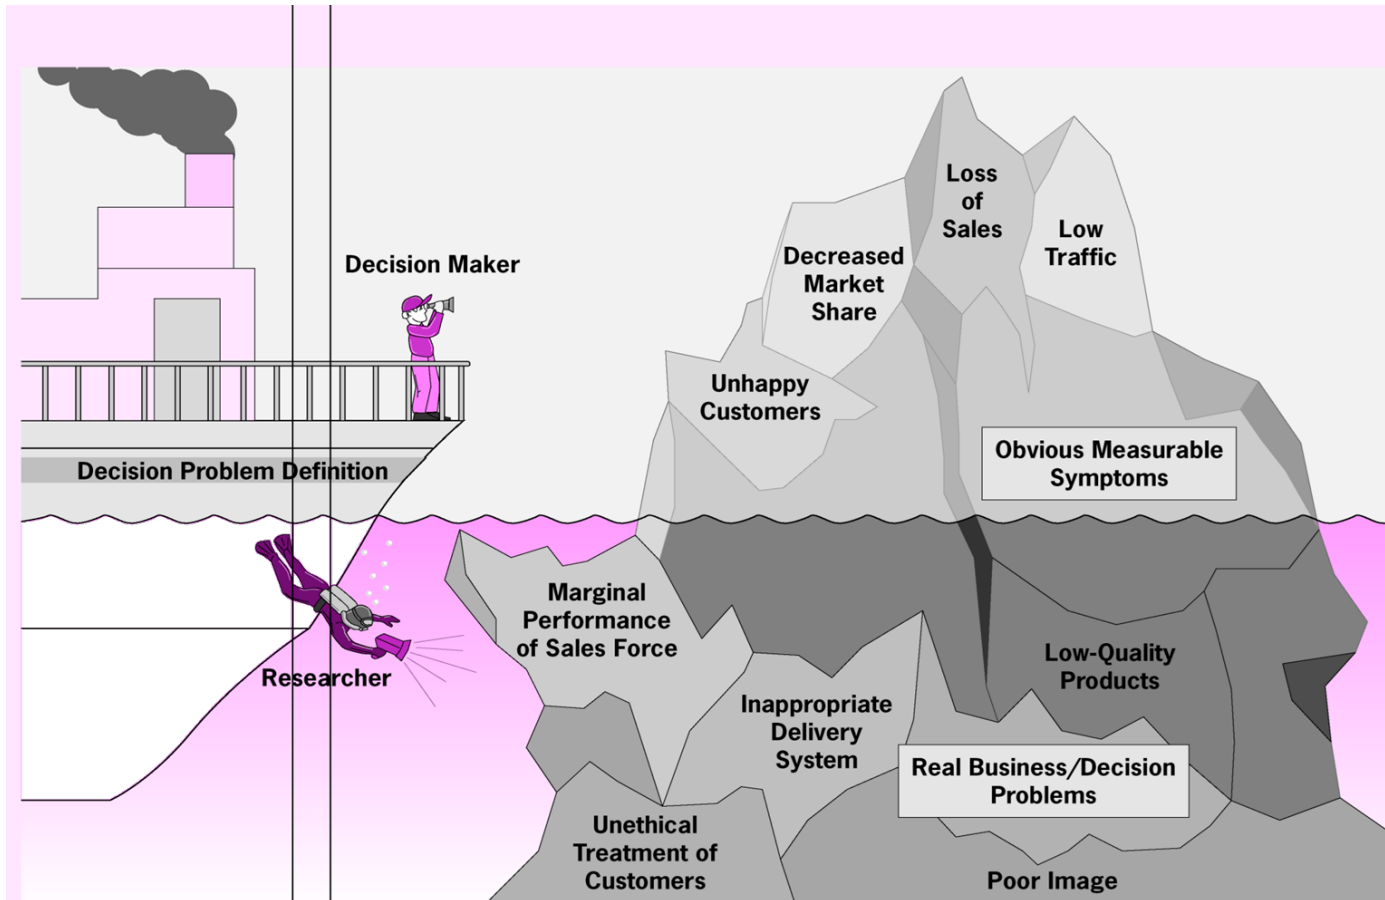 Loss
of
Sales
Low
Traffic
Decreased
Market
Share
Decision Maker
Unhappy
Customers
Obvious Measurable
Symptoms
Decision Problem Definition
Marginal
Performance
of Sales Force
Researcher
Low-Quality
Products
Inappropriate
Delivery
System
Real Business/Decision
Problems
Unethical
Treatment of
Customers
Poor Image